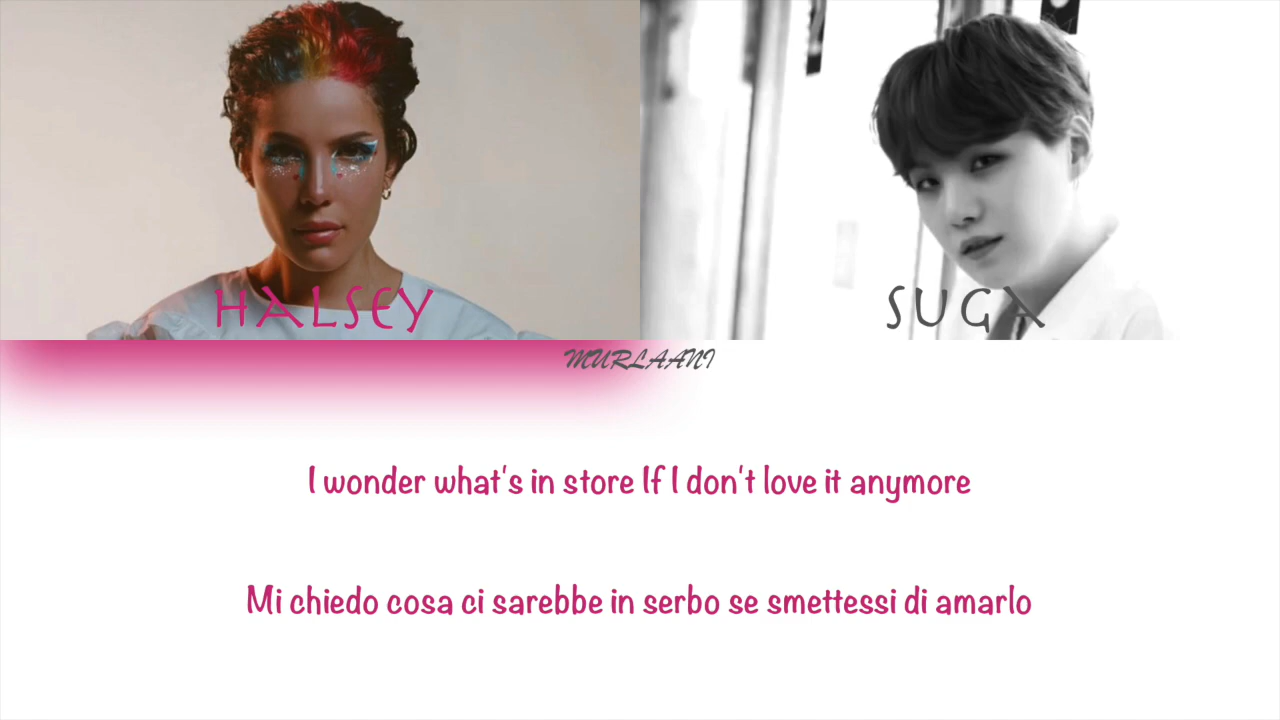 HALSEY
SUGA
MURLAANI
I wonder what's in store If I don't love it anymore
Mi chiedo cosa ci sarebbe in serbo se smettessi di amarlo